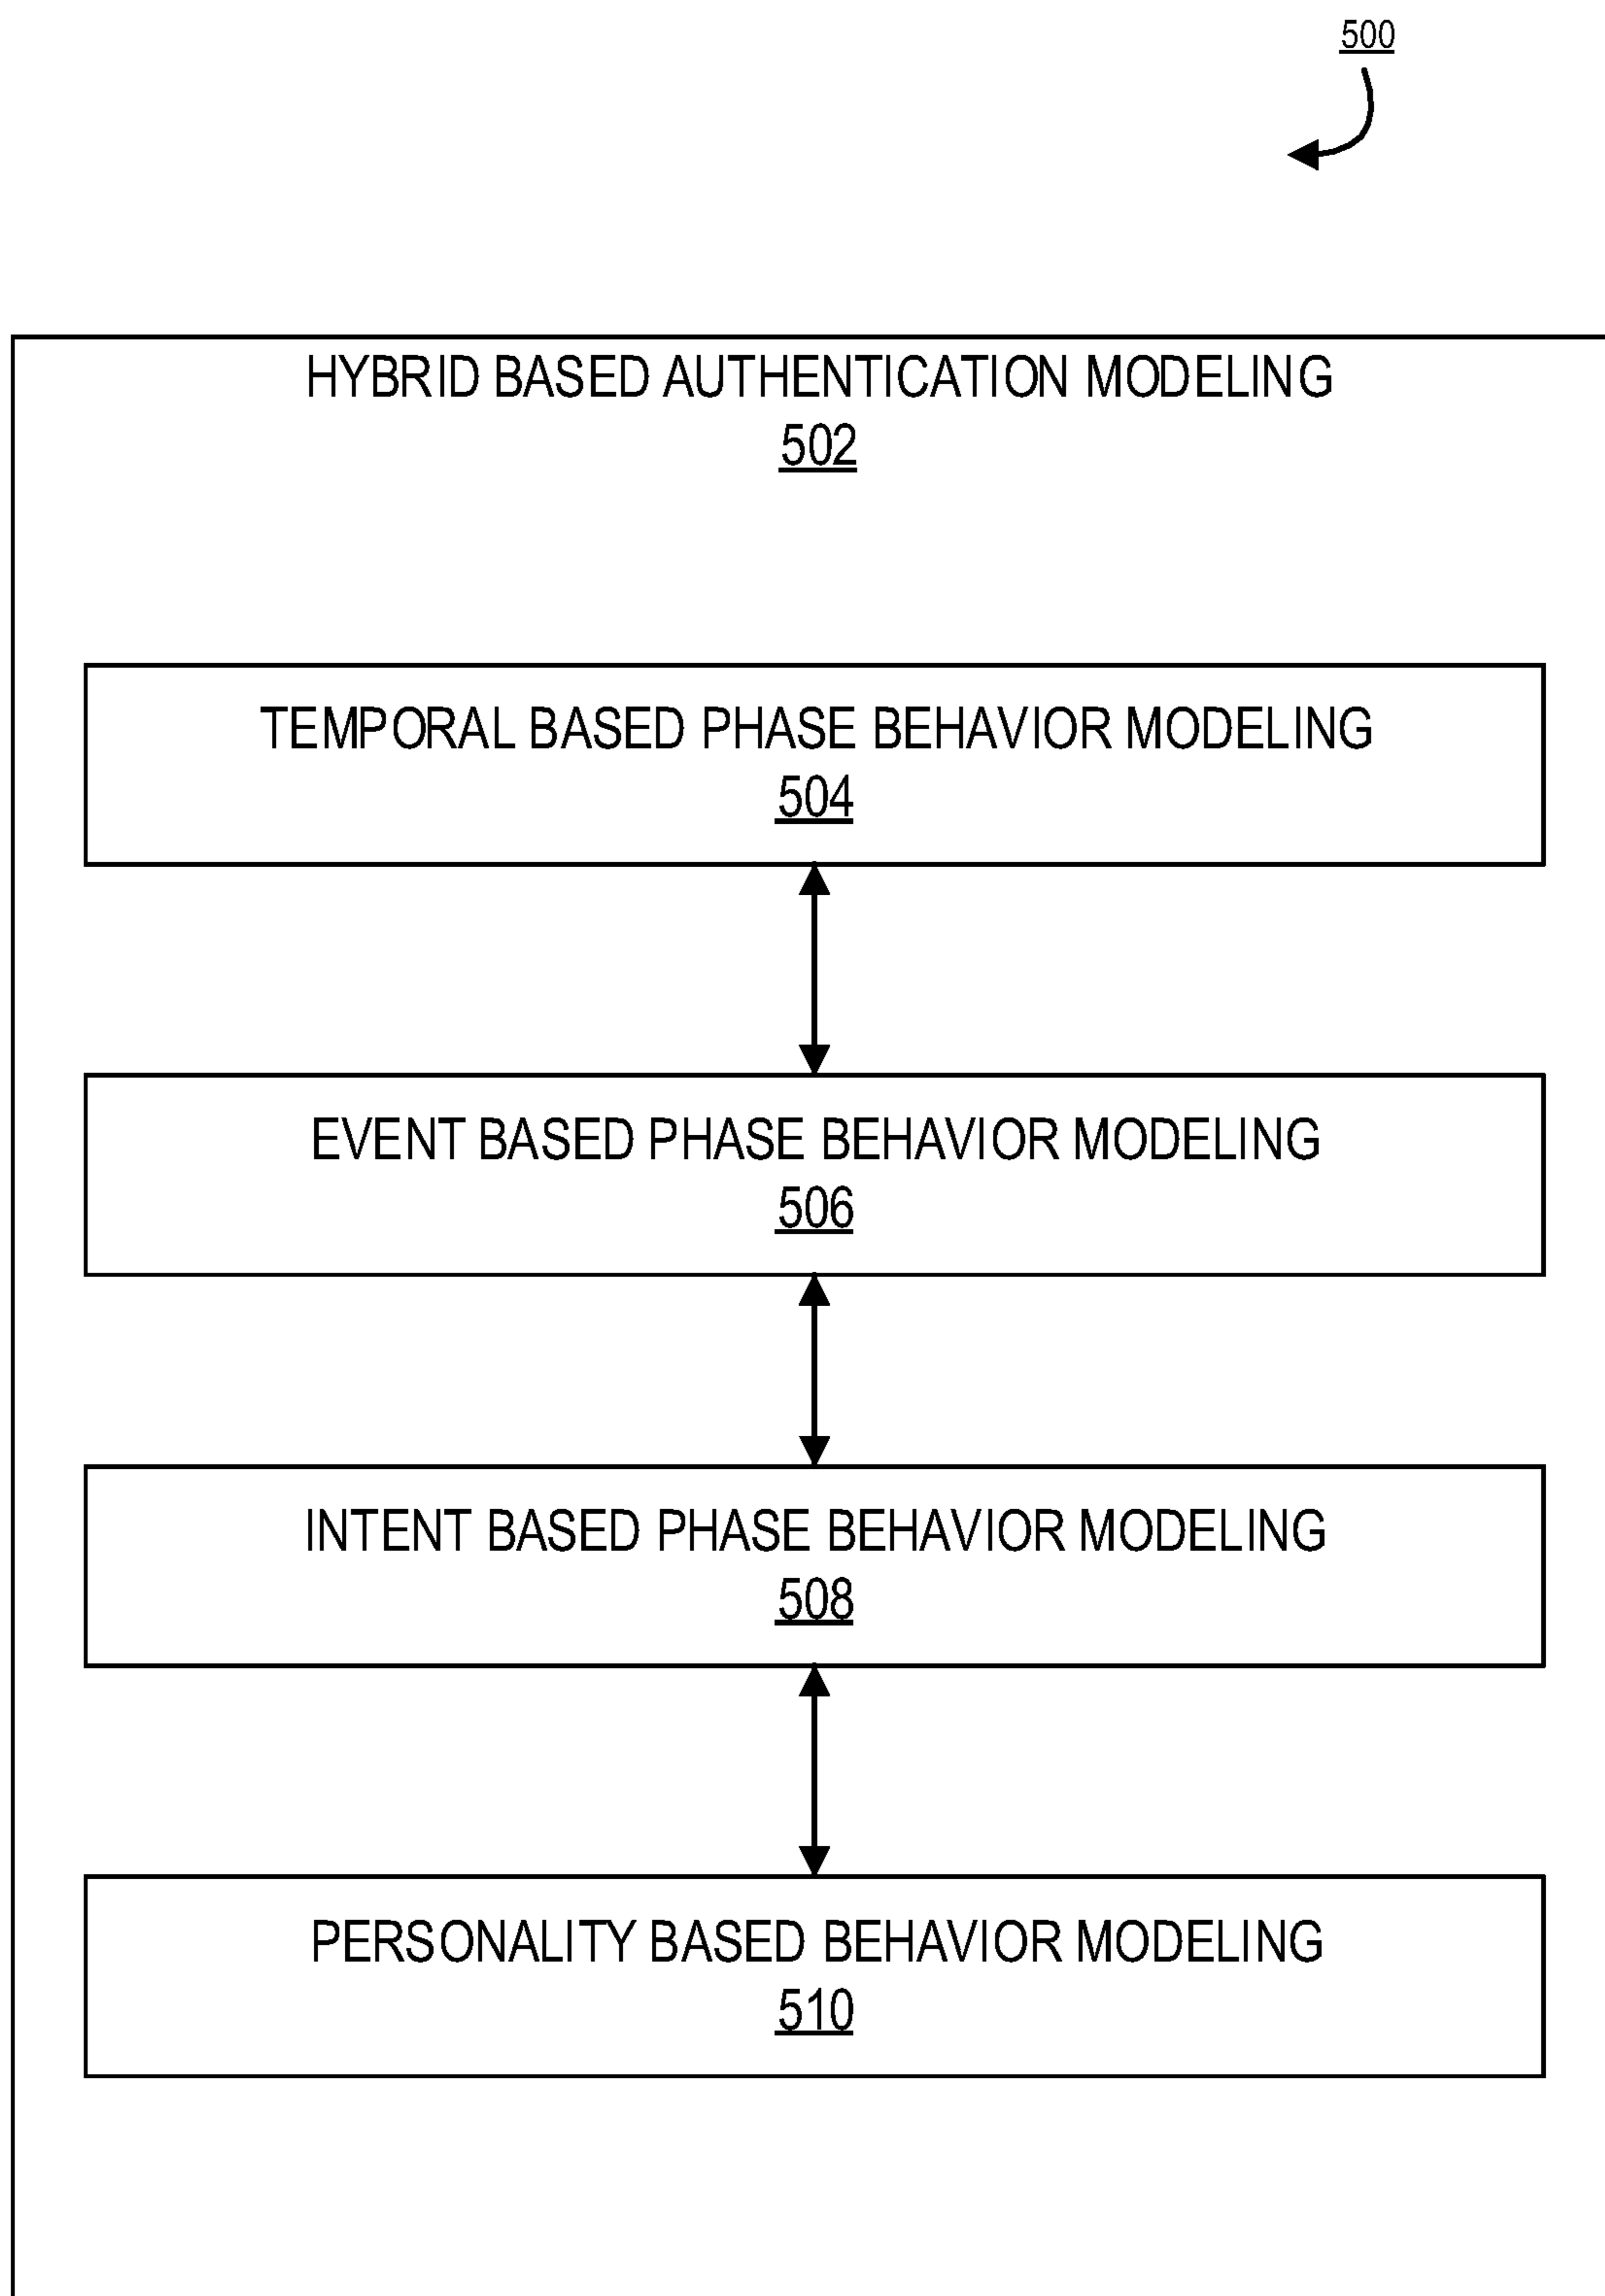 500
HYBRID BASED AUTHENTICATION MODELING
502
TEMPORAL BASED PHASE BEHAVIOR MODELING
504
EVENT BASED PHASE BEHAVIOR MODELING
506
INTENT BASED PHASE BEHAVIOR MODELING
508
PERSONALITY BASED BEHAVIOR MODELING
510